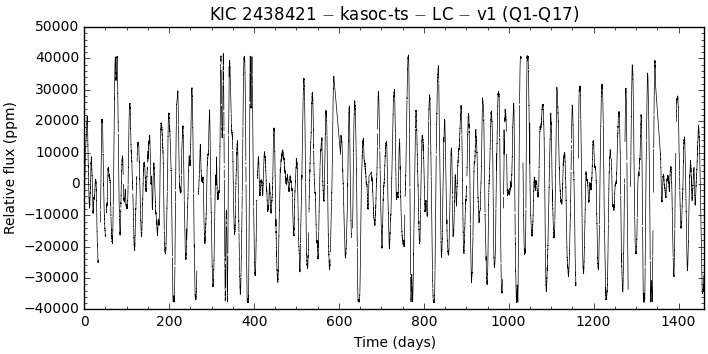 KIC 2438421 − kasoc-ts − LC − v1 (Q1-Q17)
50000
40000
30000
20000
10000
0
−10000
−20000
−30000
−40000
Relative flux (ppm)
0 200 400 600 800 1000 1200 1400
Time (days)